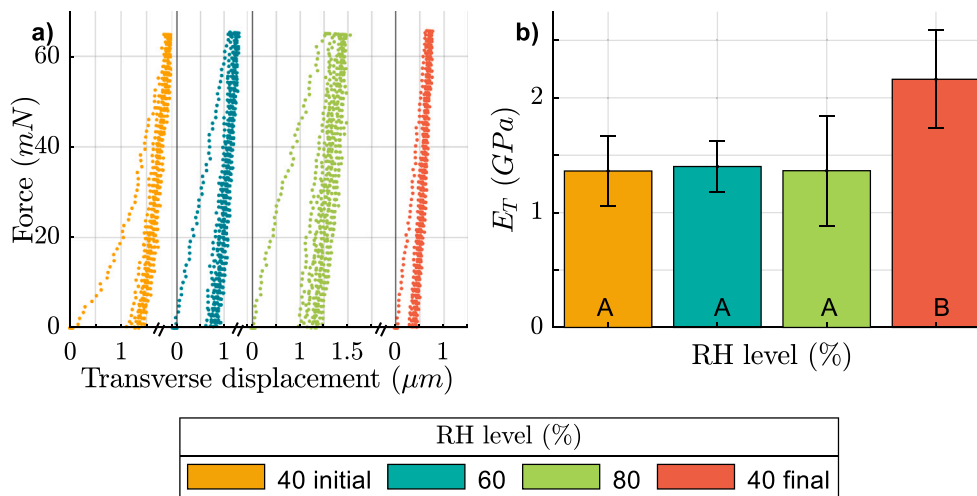 a)
60
40
20
0
Force (mN)
0 1 0 1 0 1 1.5 0 1
Transverse displacement (μm)
b)
2
1
0
E_T (GPa)
A A A B
RH level (%)
RH level (%)
40 initial 60 80 40 final